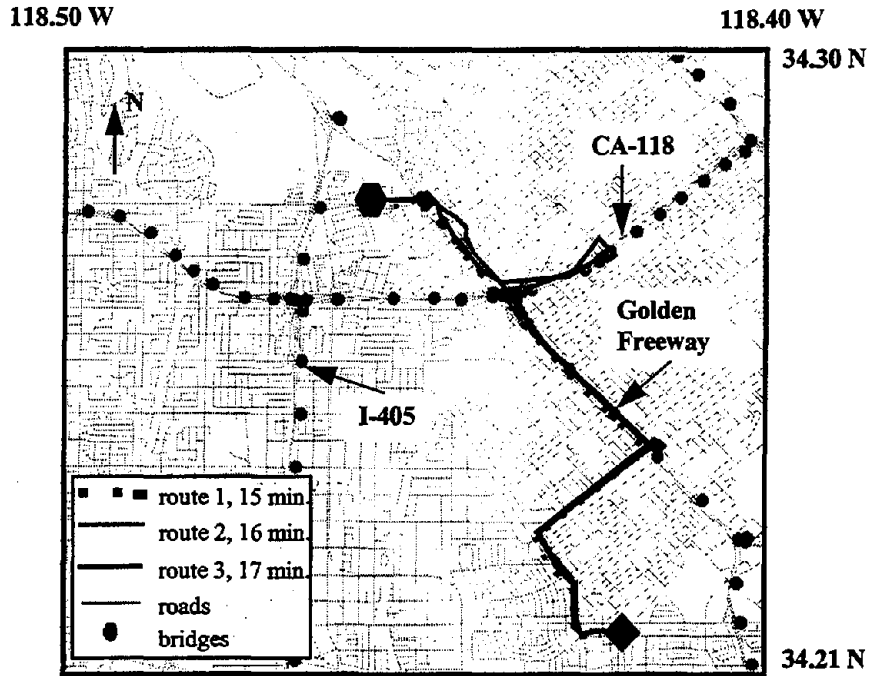 118.50 W
118.40 W
34.30 N
N
CA-118
Golden
Freeway
I-405
route 1, 15 min.
route 2, 16 min.
route 3, 17 min.
roads
bridges
34.21 N